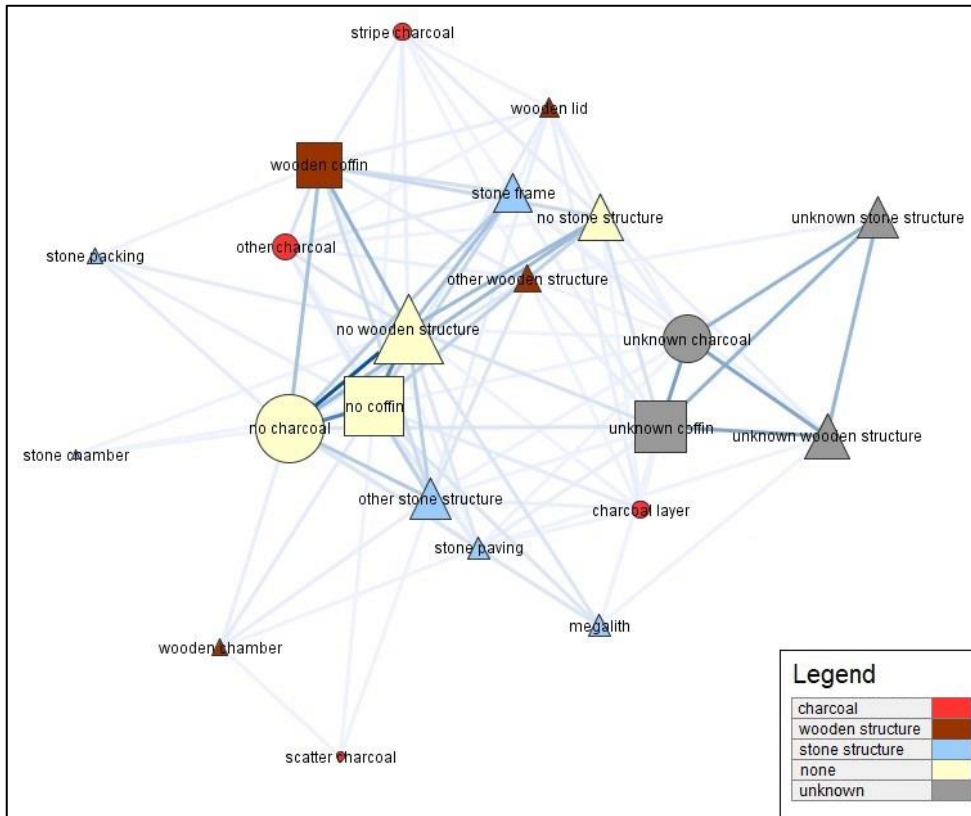 stripe charcoal
wooden lid
wooden coffin
stone frame
no stone structure
unknown stone structure
other charcoal
stone packing
other wooden structure
no wooden structure
unknown charcoal
no coffin
no charcoal
unknown coffin
unknown wooden structure
stone chamber
other stone structure
charcoal layer
stone paving
megalith
wooden chamber
scatter charcoal
Legend
charcoal
wooden structure
stone structure
none
unknown